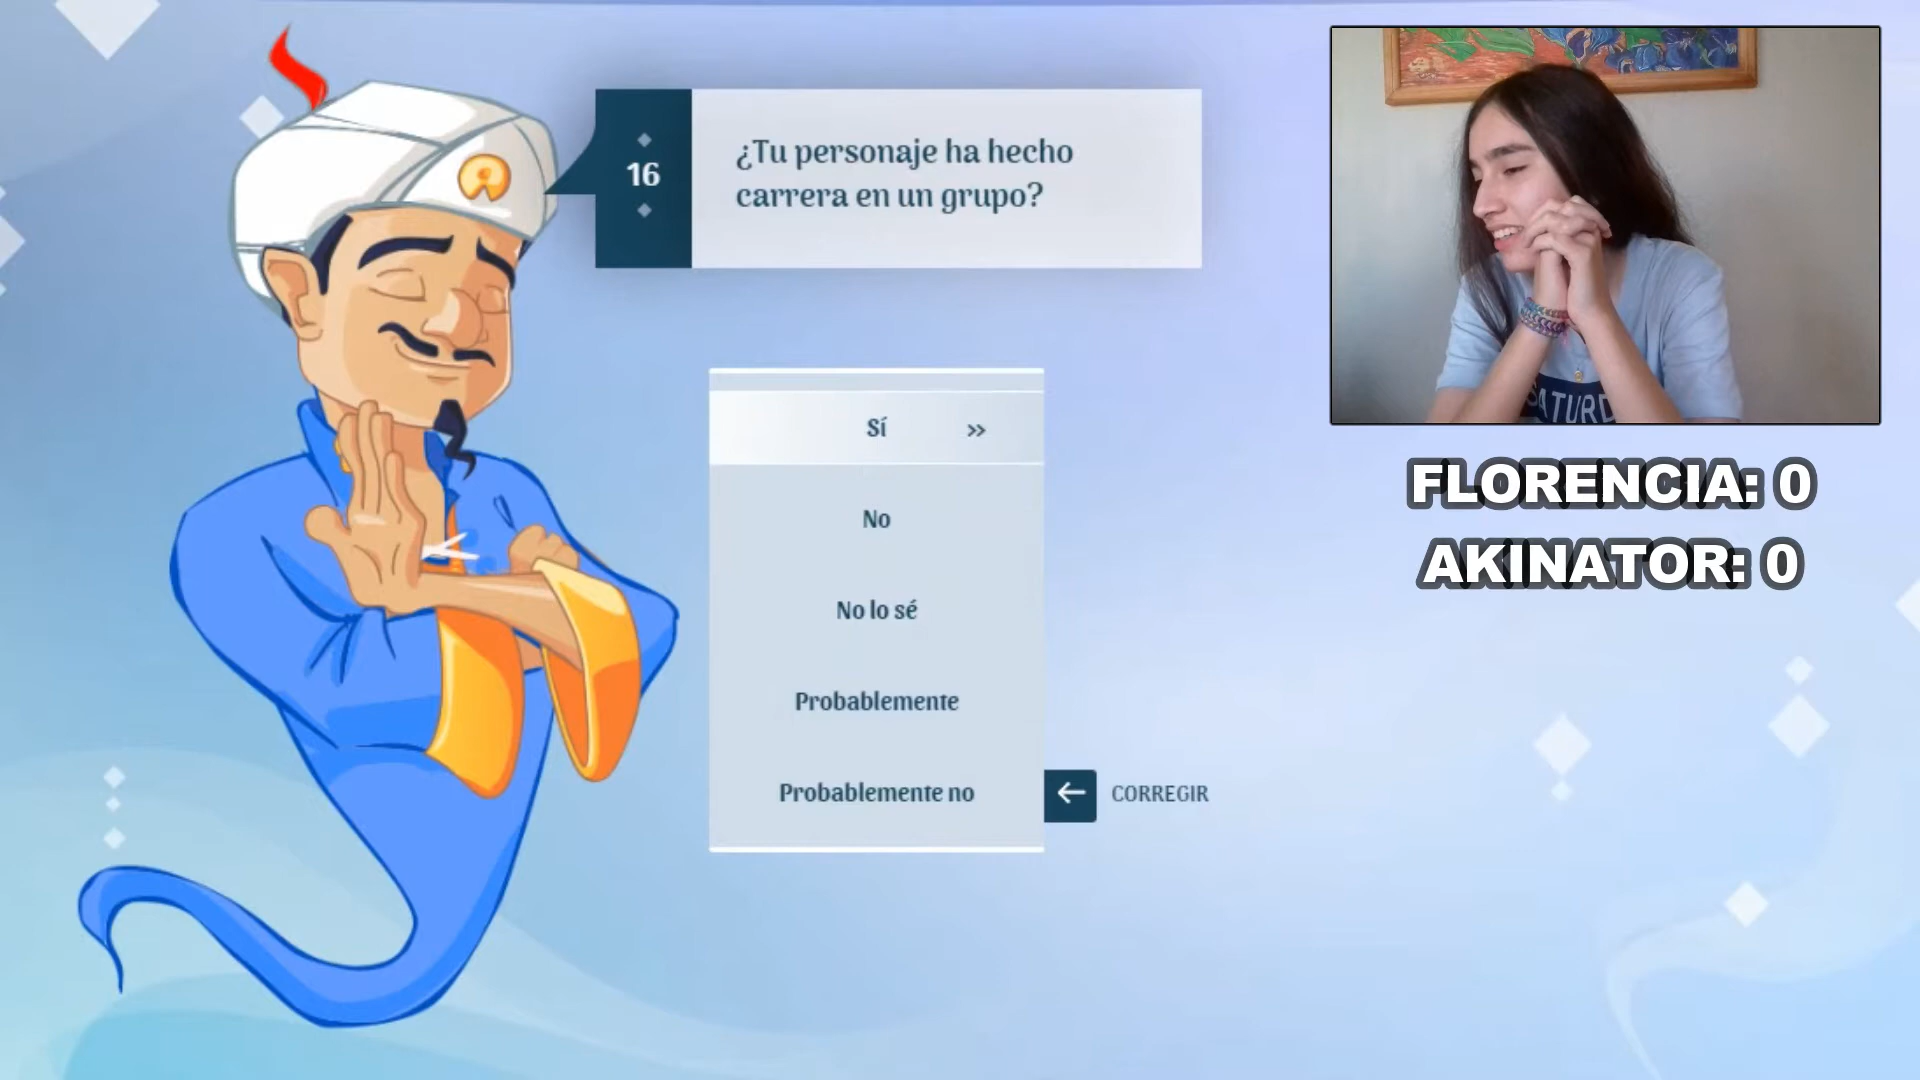 16
¿Tu personaje ha hecho
carrera en un grupo?
Sí >>
No
No lo sé
Probablemente
Probablemente no
CORREGIR
SATURD
FLORENCIA: 0
AKINATOR: 0